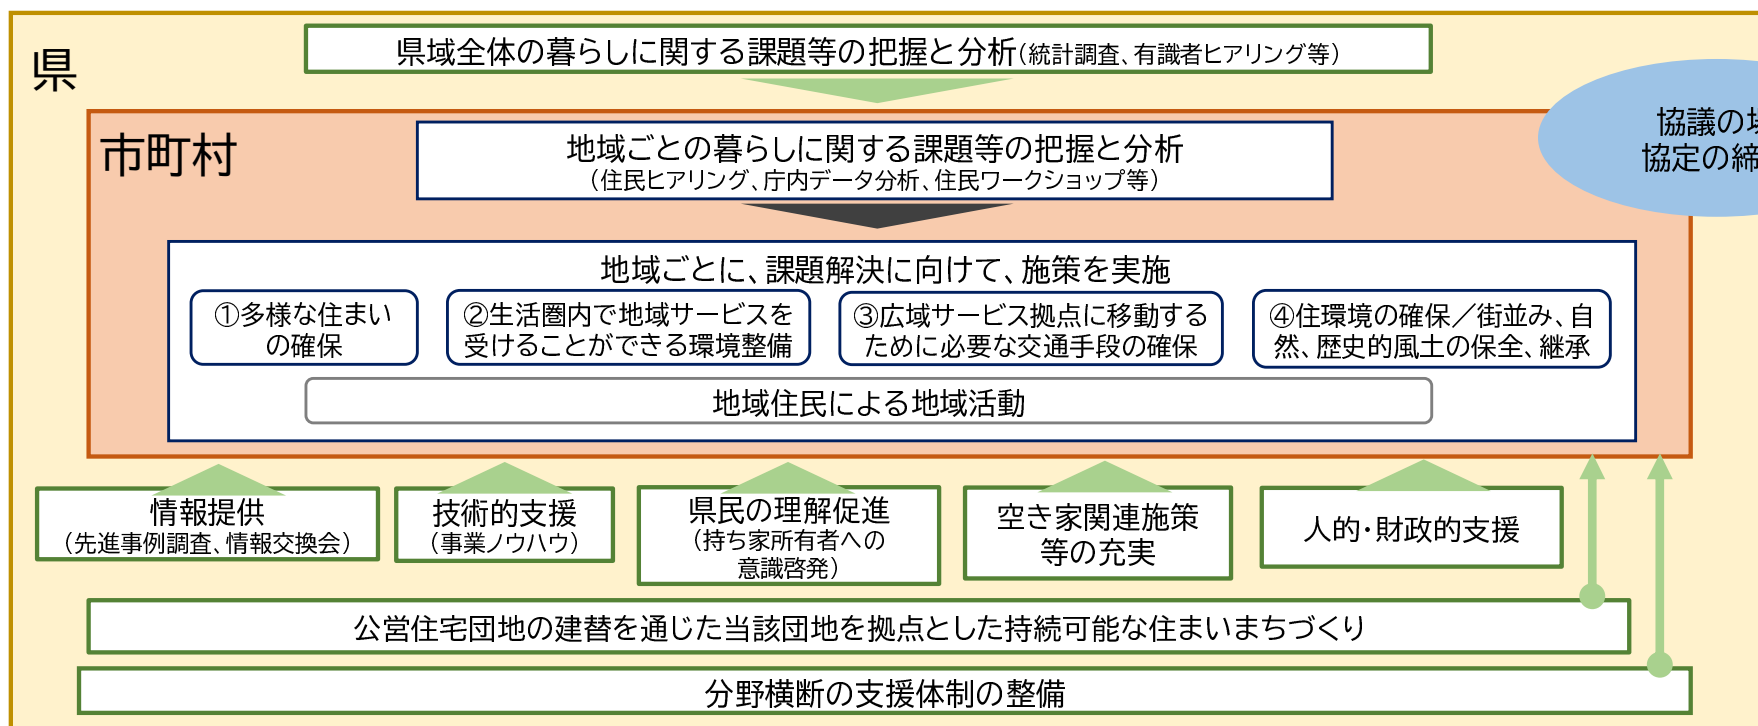 県
県域全体の暮らしに関する課題等の把握と分析（統計調査、有識者ヒアリング等）
協議の
協定の締
市町村
地域ごとの暮らしに関する課題等の把握と分析
（住民ヒアリング、庁内データ分析、住民ワークショップ等）
地域ごとに、課題解決に向けて、施策を実施
①多様な住まい
の確保
②生活圏内で地域サービスを
受けることができる環境整備
③広域サービス拠点に移動する
ために必要な交通手段の確保
④住環境の確保／街並み、自
然、歴史的風土の保全、継承
地域住民による地域活動
情報提供
（先進事例調査、情報交換会）
技術的支援
（事業ノウハウ）
県民の理解促進
（持ち家所有者への
意識啓発）
空き家関連施策
等の充実
人的・財政的支援
公営住宅団地の建替を通じた当該団地を拠点とした持続可能な住まいまちづくり
分野横断の支援体制の整備